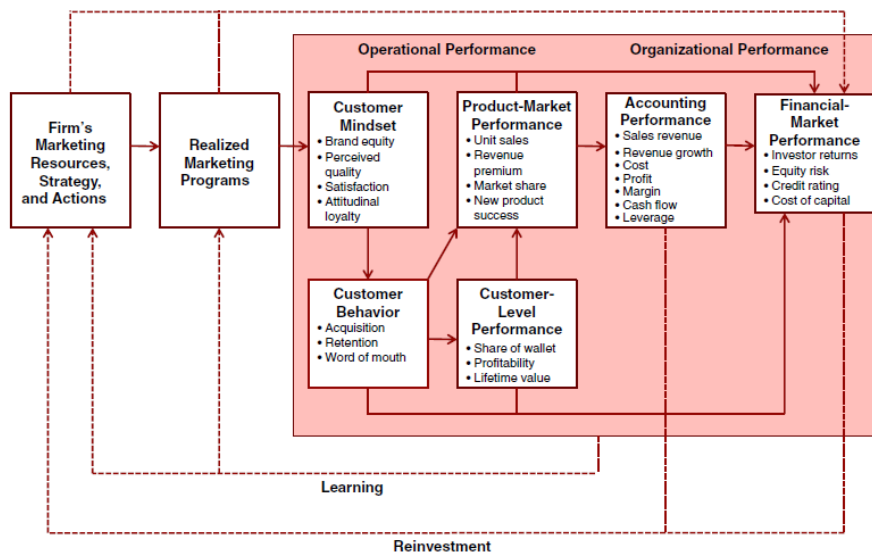 Operational Performance
Organizational Performance
Firm's
Marketing
Resources,
Strategy,
and Actions
Realized
Marketing
Programs
Customer
Mindset
• Brand equity
• Perceived
quality
• Satisfaction
• Attitudinal
loyalty
Product-Market
Performance
• Unit sales
• Revenue
premium
• Market share
• New product
success
Accounting
Performance
• Sales revenue
• Revenue growth
• Cost
• Profit
• Margin
• Cash flow
• Leverage
Financial-
Market
Performance
• Investor returns
• Equity risk
• Credit rating
• Cost of capital
Customer
Behavior
• Acquisition
• Retention
• Word of mouth
Customer-
Level
Performance
• Share of wallet
• Profitability
• Lifetime value
Learning
Reinvestment